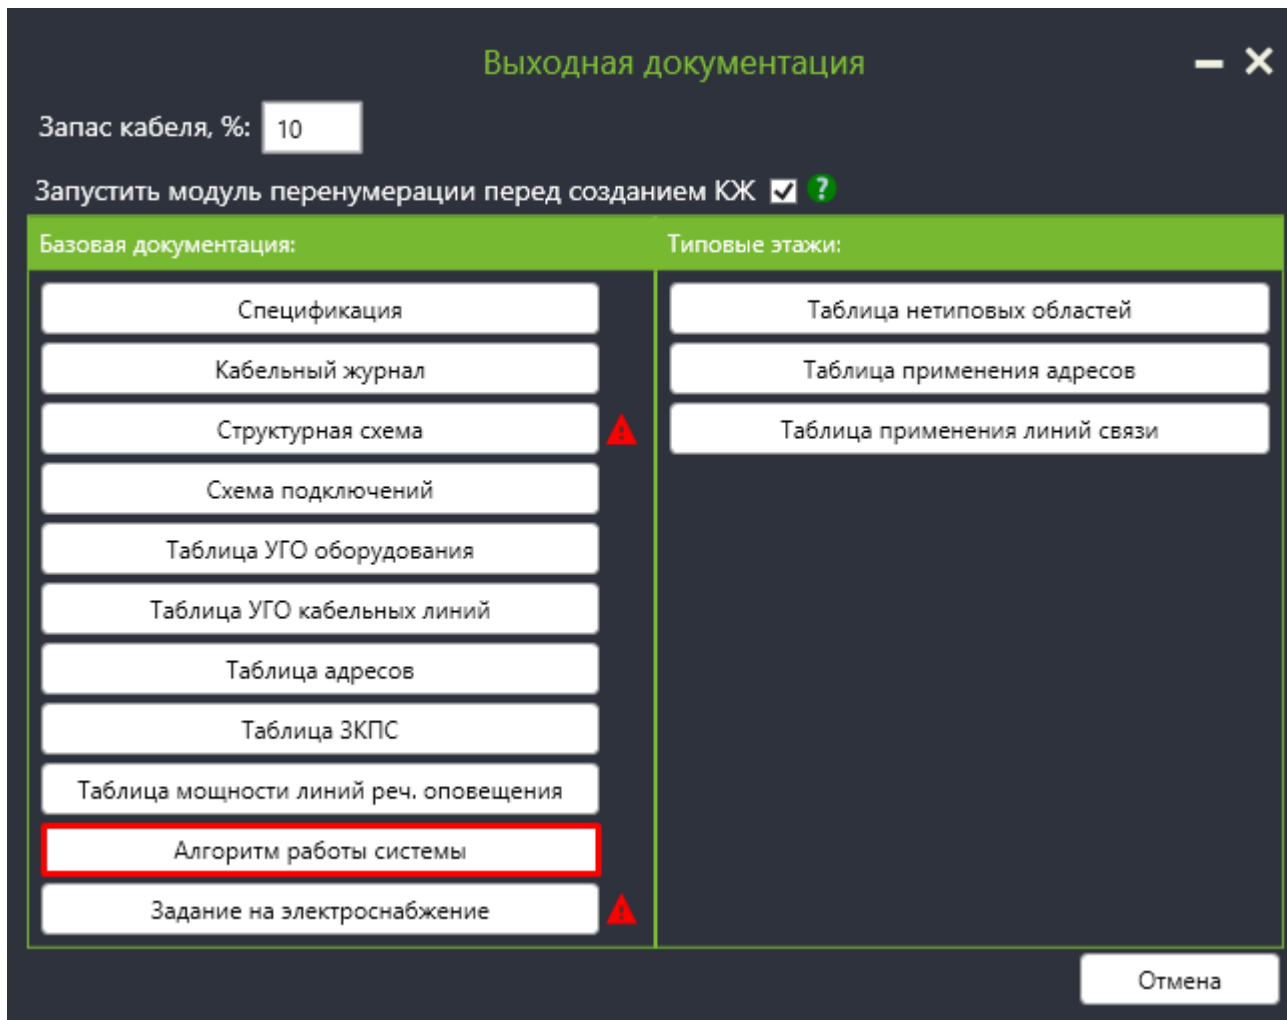 Выходная документация
Запас кабеля, %: 10
Запустить модуль перенумерации перед созданием КЖ ?
Базовая документация:
Спецификация
Кабельный журнал
Структурная схема
Схема подключений
Таблица УГО оборудования
Таблица УГО кабельных линий
Таблица адресов
Таблица ЗКПС
Таблица мощности линий реч. оповещения
Алгоритм работы системы
Задание на электроснабжение
Типовые этажи:
Таблица нетиповых областей
Таблица применения адресов
Таблица применения линий связи
Отмена